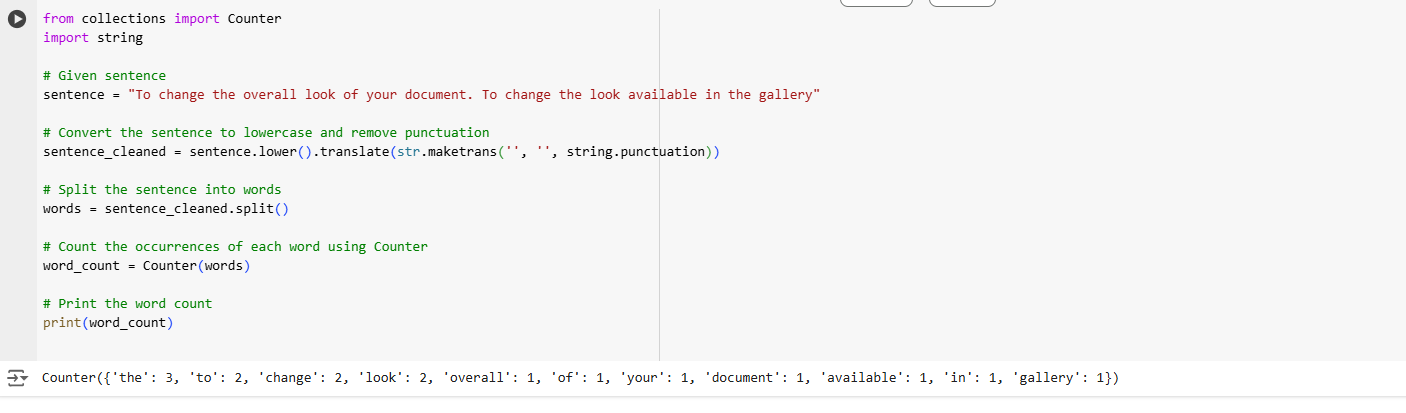 from collections import Counter
import string
# Given sentence
sentence = "To change the overall look of your document. To change the look available in the gallery"
# Convert the sentence to lowercase and remove punctuation
sentence_cleaned = sentence.lower().translate(str.maketrans('', '', string.punctuation))
# Split the sentence into words
words = sentence_cleaned.split()
# Count the occurrences of each word using Counter
word_count = Counter(words)
# Print the word count
print(word_count)
Counter({'the': 3, 'to': 2, 'change': 2, 'look': 2, 'overall': 1, 'of': 1, 'your': 1, 'document': 1, 'available': 1, 'in': 1, 'gallery': 1})